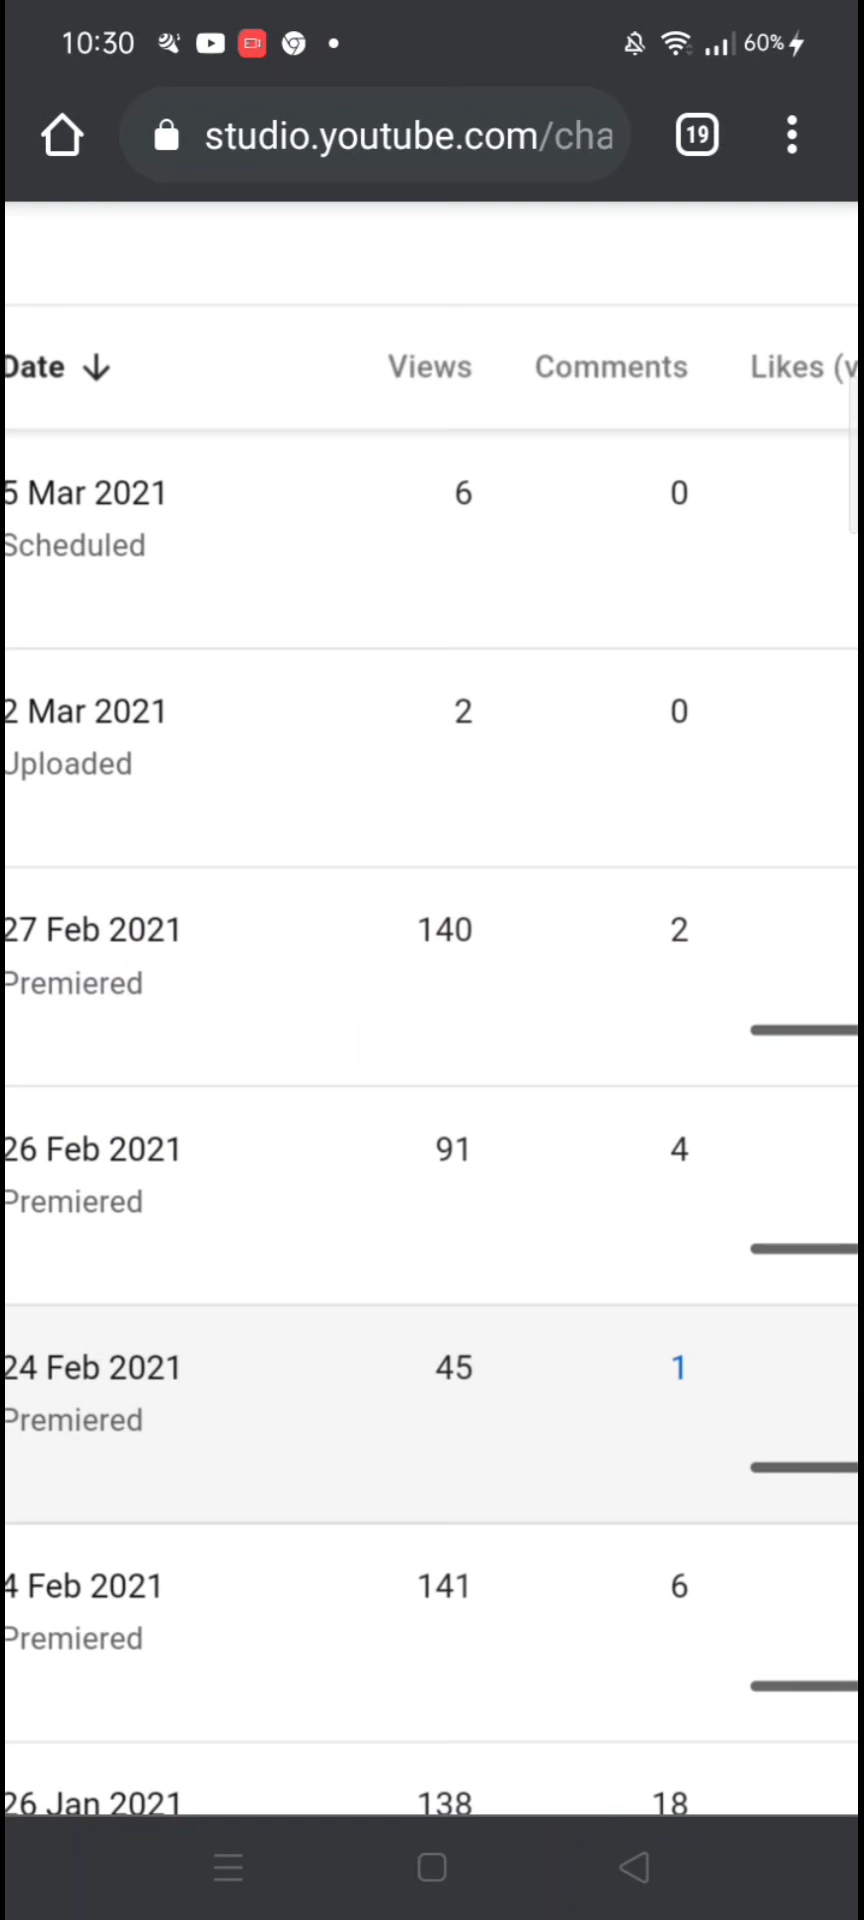 10:30 60%
studio.youtube.com/cha 19
Date Views Comments Likes (v
5 Mar 2021 6 0
Scheduled
2 Mar 2021 2 0
Uploaded
27 Feb 2021 140 2
Premiered
26 Feb 2021 91 4
Premiered
24 Feb 2021 45 1
Premiered
4 Feb 2021 141 6
Premiered
26 Jan 2021 138 18